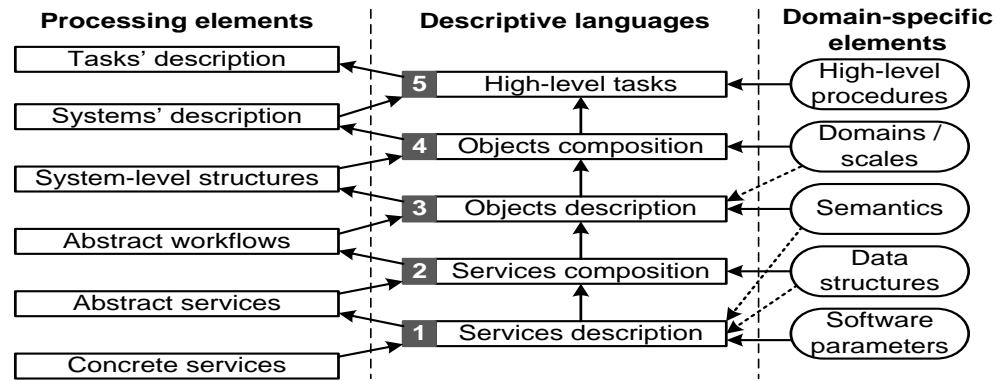 Processing elements
Tasks’ description
Systems’ description
System-level structures
Abstract workflows
Abstract services
Concrete services
Descriptive languages
5 High-level tasks
4 Objects composition
3 Objects description
2 Services composition
1 Services description
Domain-specific
elements
High-level
procedures
Domains /
scales
Semantics
Data
structures
Software
parameters